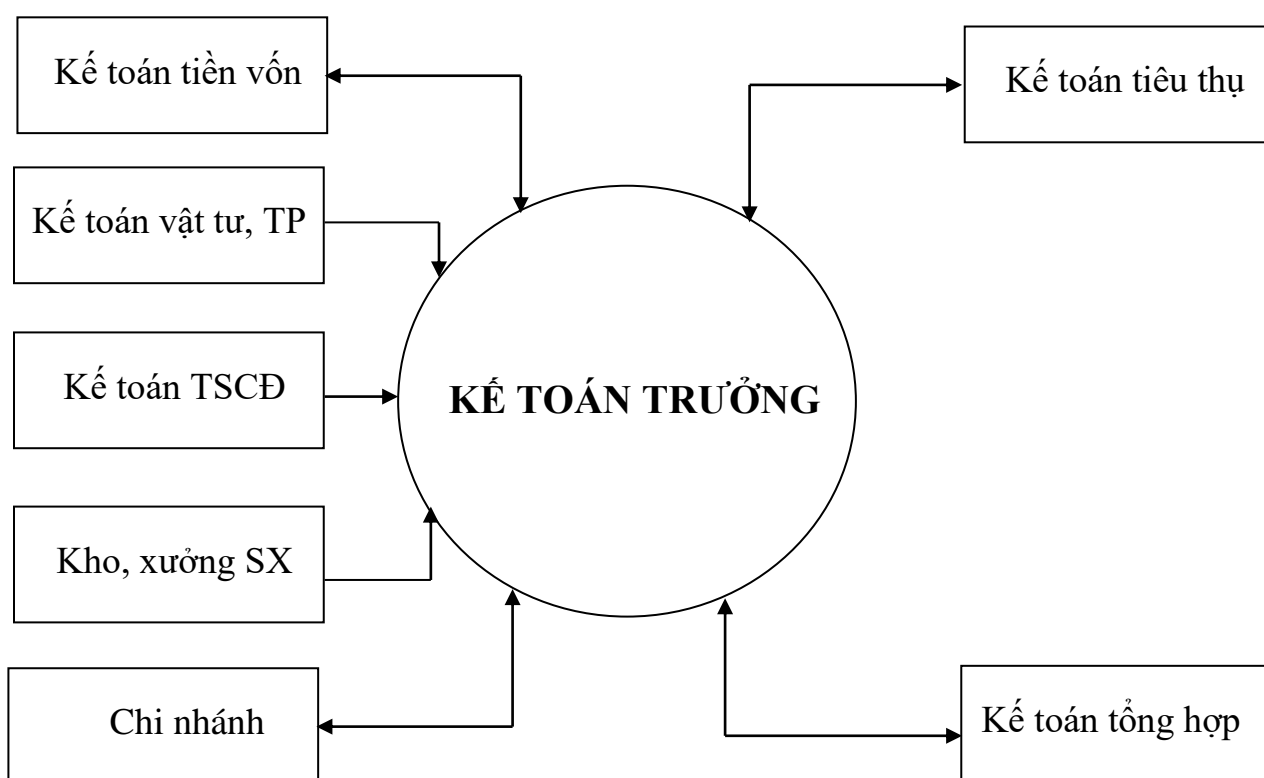 Kế toán tiền vốn
Kế toán tiêu thụ
Kế toán vật tư, TP
Kế toán TSCĐ
KẾ TOÁN TRƯỞNG
Kho, xưởng SX
Chi nhánh
Kế toán tổng hợp